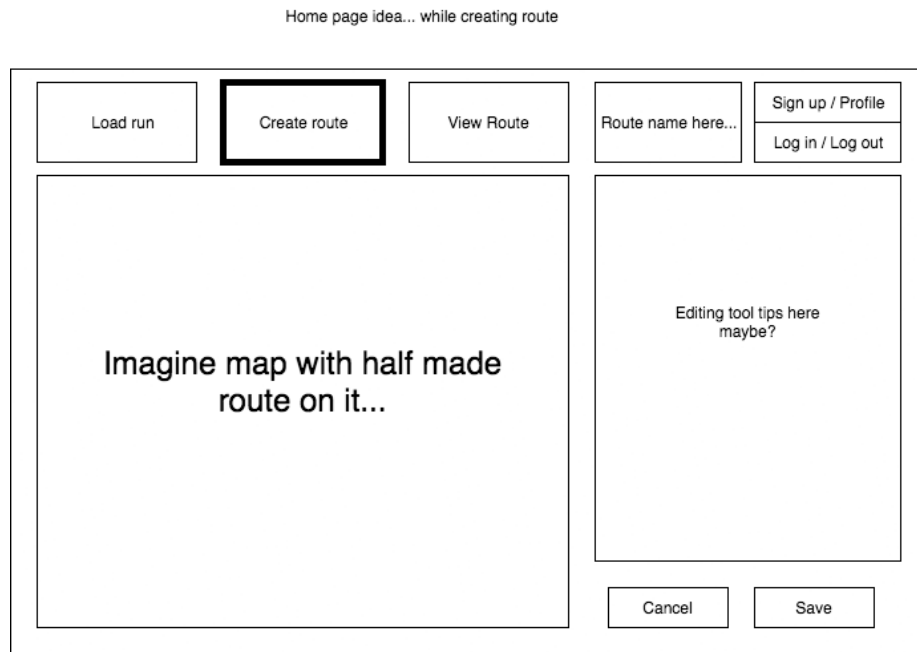 Home page idea... while creating route
Load run
Create route
View Route
Route name here...
Sign up / Profile
Log in / Log out
Imagine map with half made
route on it...
Editing tool tips here
maybe?
Cancel
Save